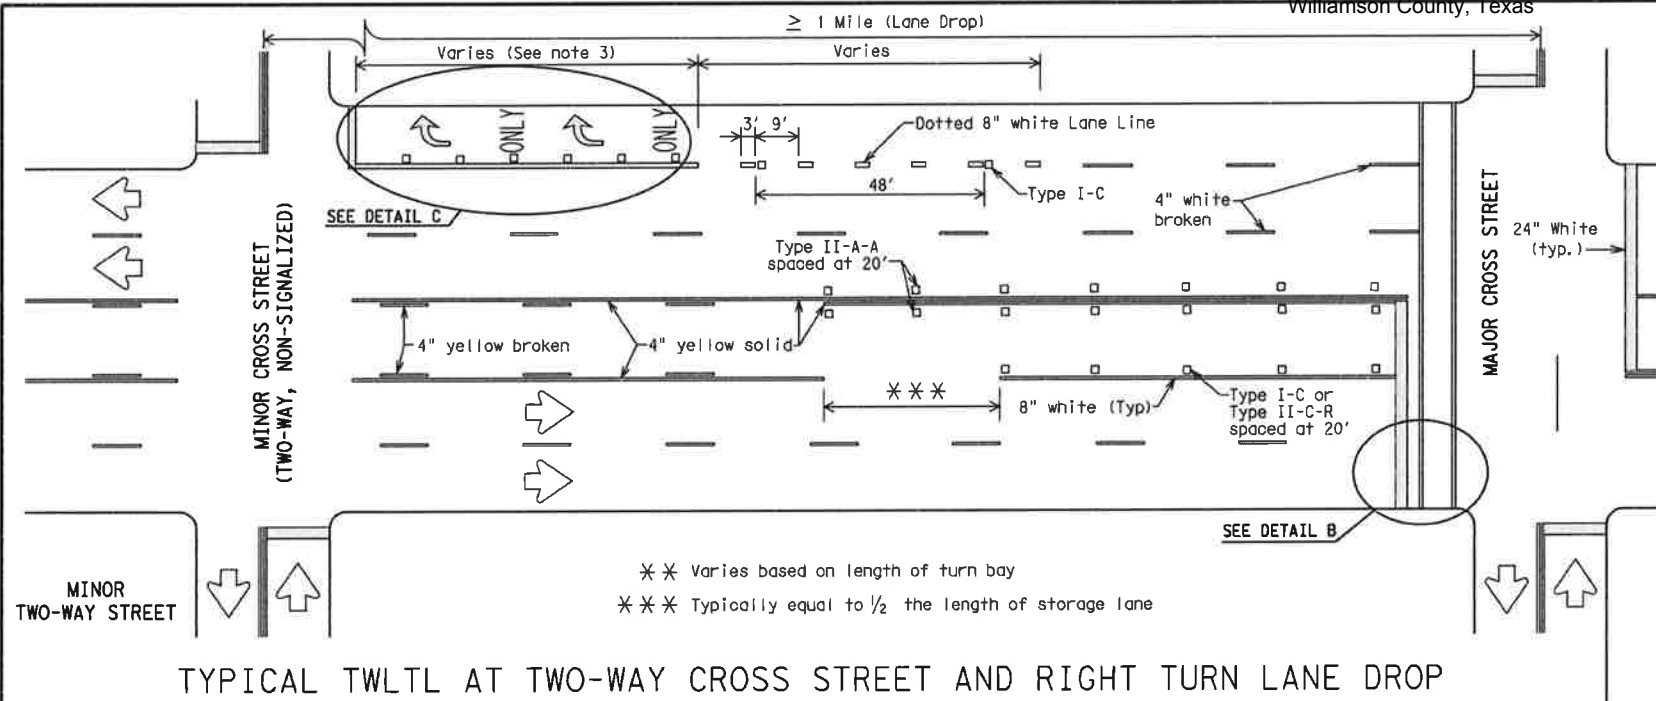 Williamson County, Texas
≥ 1 Mile (Lane Drop)
Varies (See note 3)
Varies
ONLY
ONLY
3' 9'
Dotted 8" white Lane Line
48'
Type I-C
4" white
broken
SEE DETAIL C
Type II-A-A
spaced at 20'
24" White
(typ.)
MINOR CROSS STREET
(TWO-WAY, NON-SIGNALIZED)
MAJOR CROSS STREET
4" yellow broken
4" yellow solid
***
8" white (Typ)
Type I-C or
Type II-C-R
spaced at 20'
SEE DETAIL B
MINOR
TWO-WAY STREET
** Varies based on length of turn bay
*** Typically equal to ½ the length of storage lane
TYPICAL TWLTL AT TWO-WAY CROSS STREET AND RIGHT TURN LANE DROP